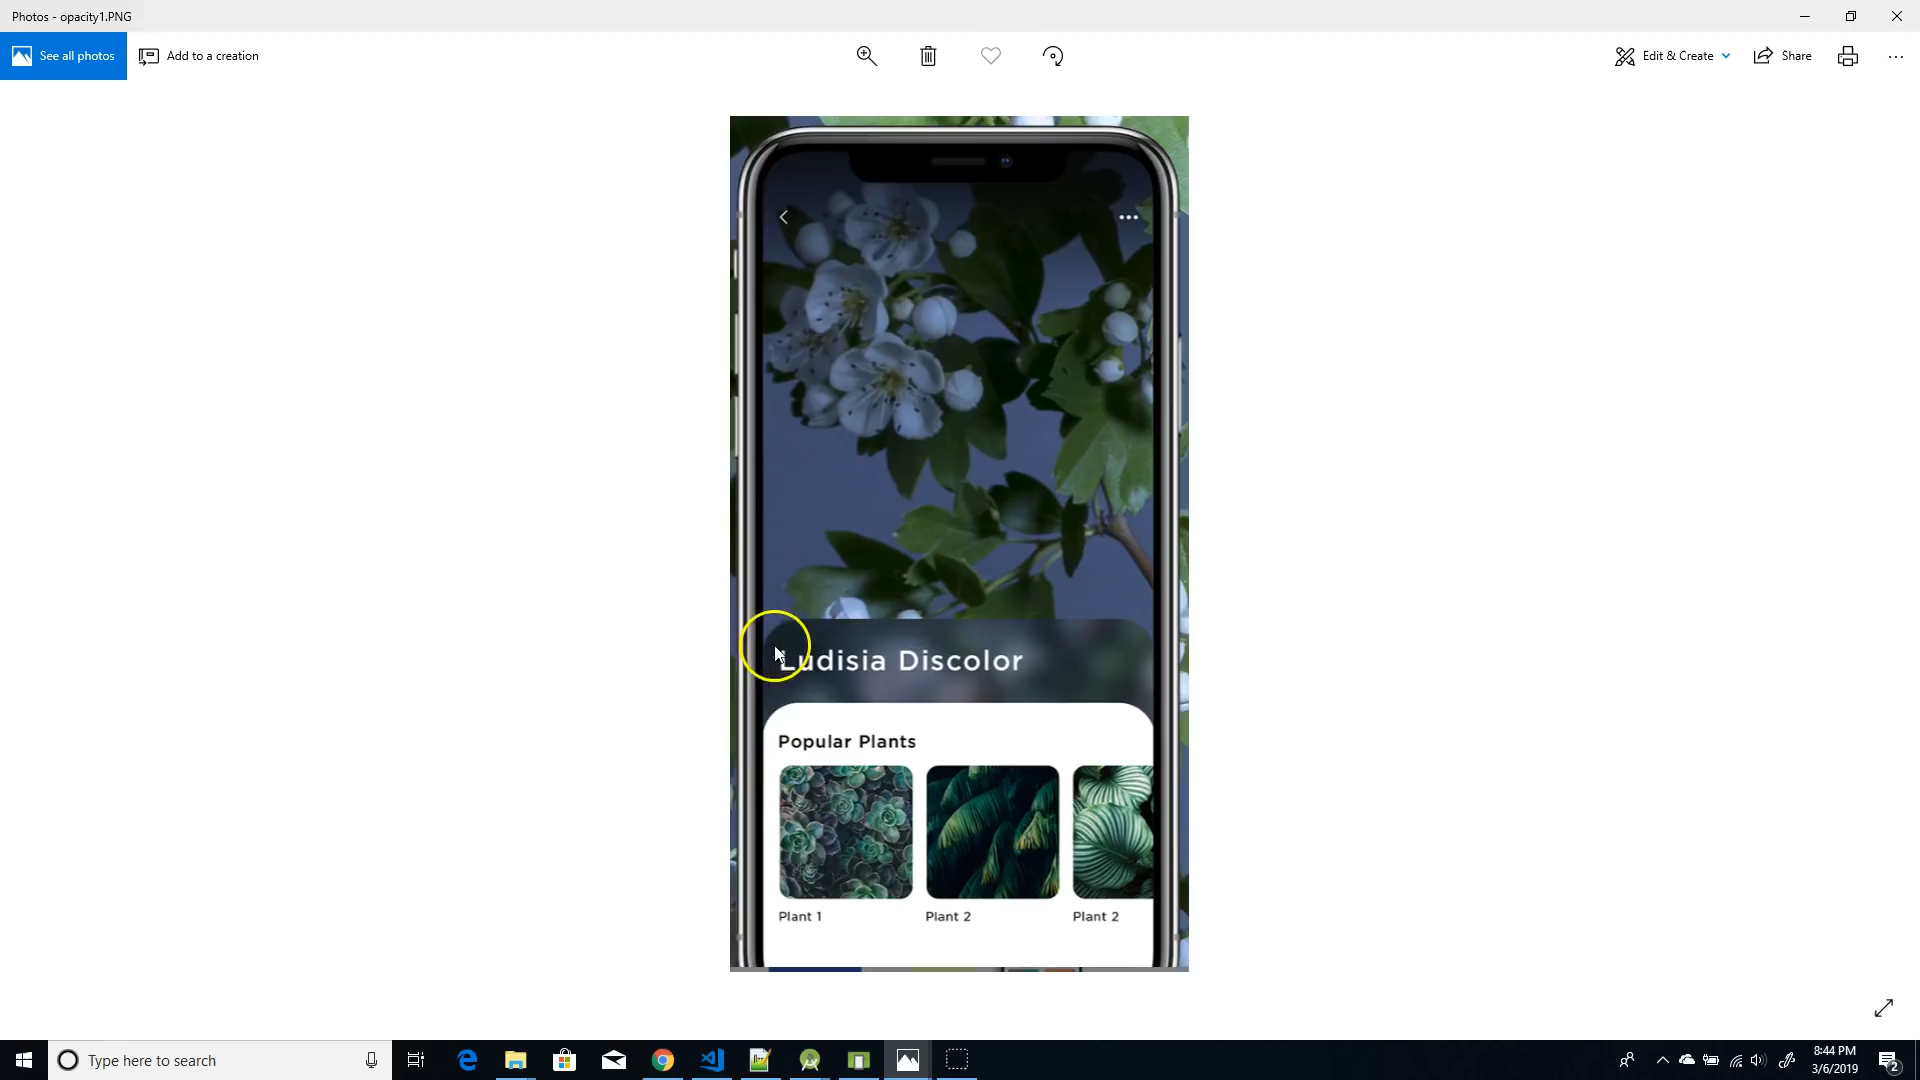 Photos - opacity1.PNG
See all photos
Add to a creation
Edit & Create
Share
Ludisia Discolor
Popular Plants
Plant 1
Plant 2
Plant 2
Type here to search
8:44 PM
3/6/2019
2